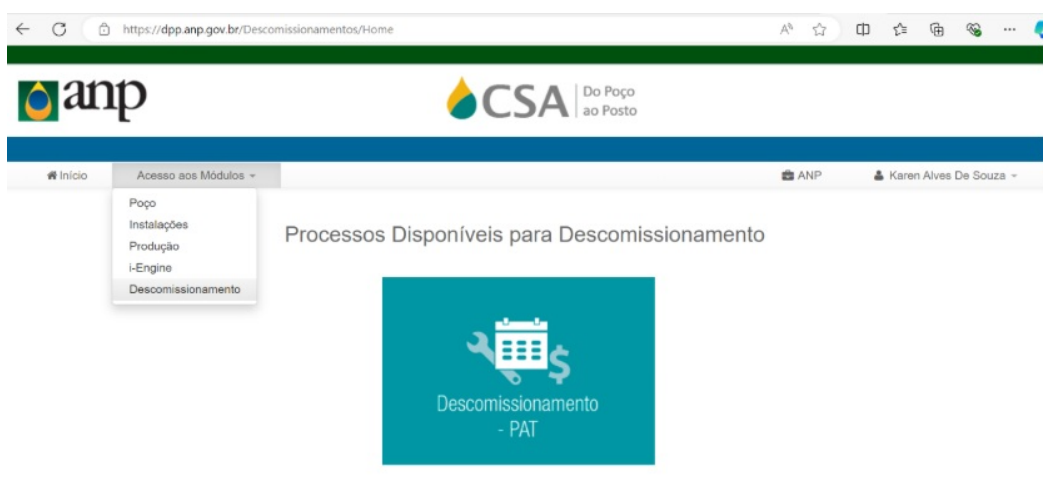 https://dpp.anp.gov.br/Descomissionamentos/Home
anp
CSA
Do Poço
ao Posto
Início
Acesso aos Módulos
ANP
Karen Alves De Souza
Poço
Instalações
Produção
i-Engine
Descomissionamento
Processos Disponíveis para Descomissionamento
Descomissionamento
- PAT